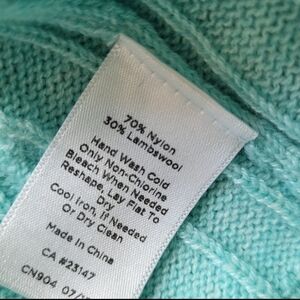 70% Nylon
30% Lambswool
Hand Wash Cold
Only Non-Chlorine
Bleach When Needed
Reshape, Lay Flat To
Dry
Cool Iron, If Needed
Or Dry Clean
Made In China
CA #23147
CN904 07/